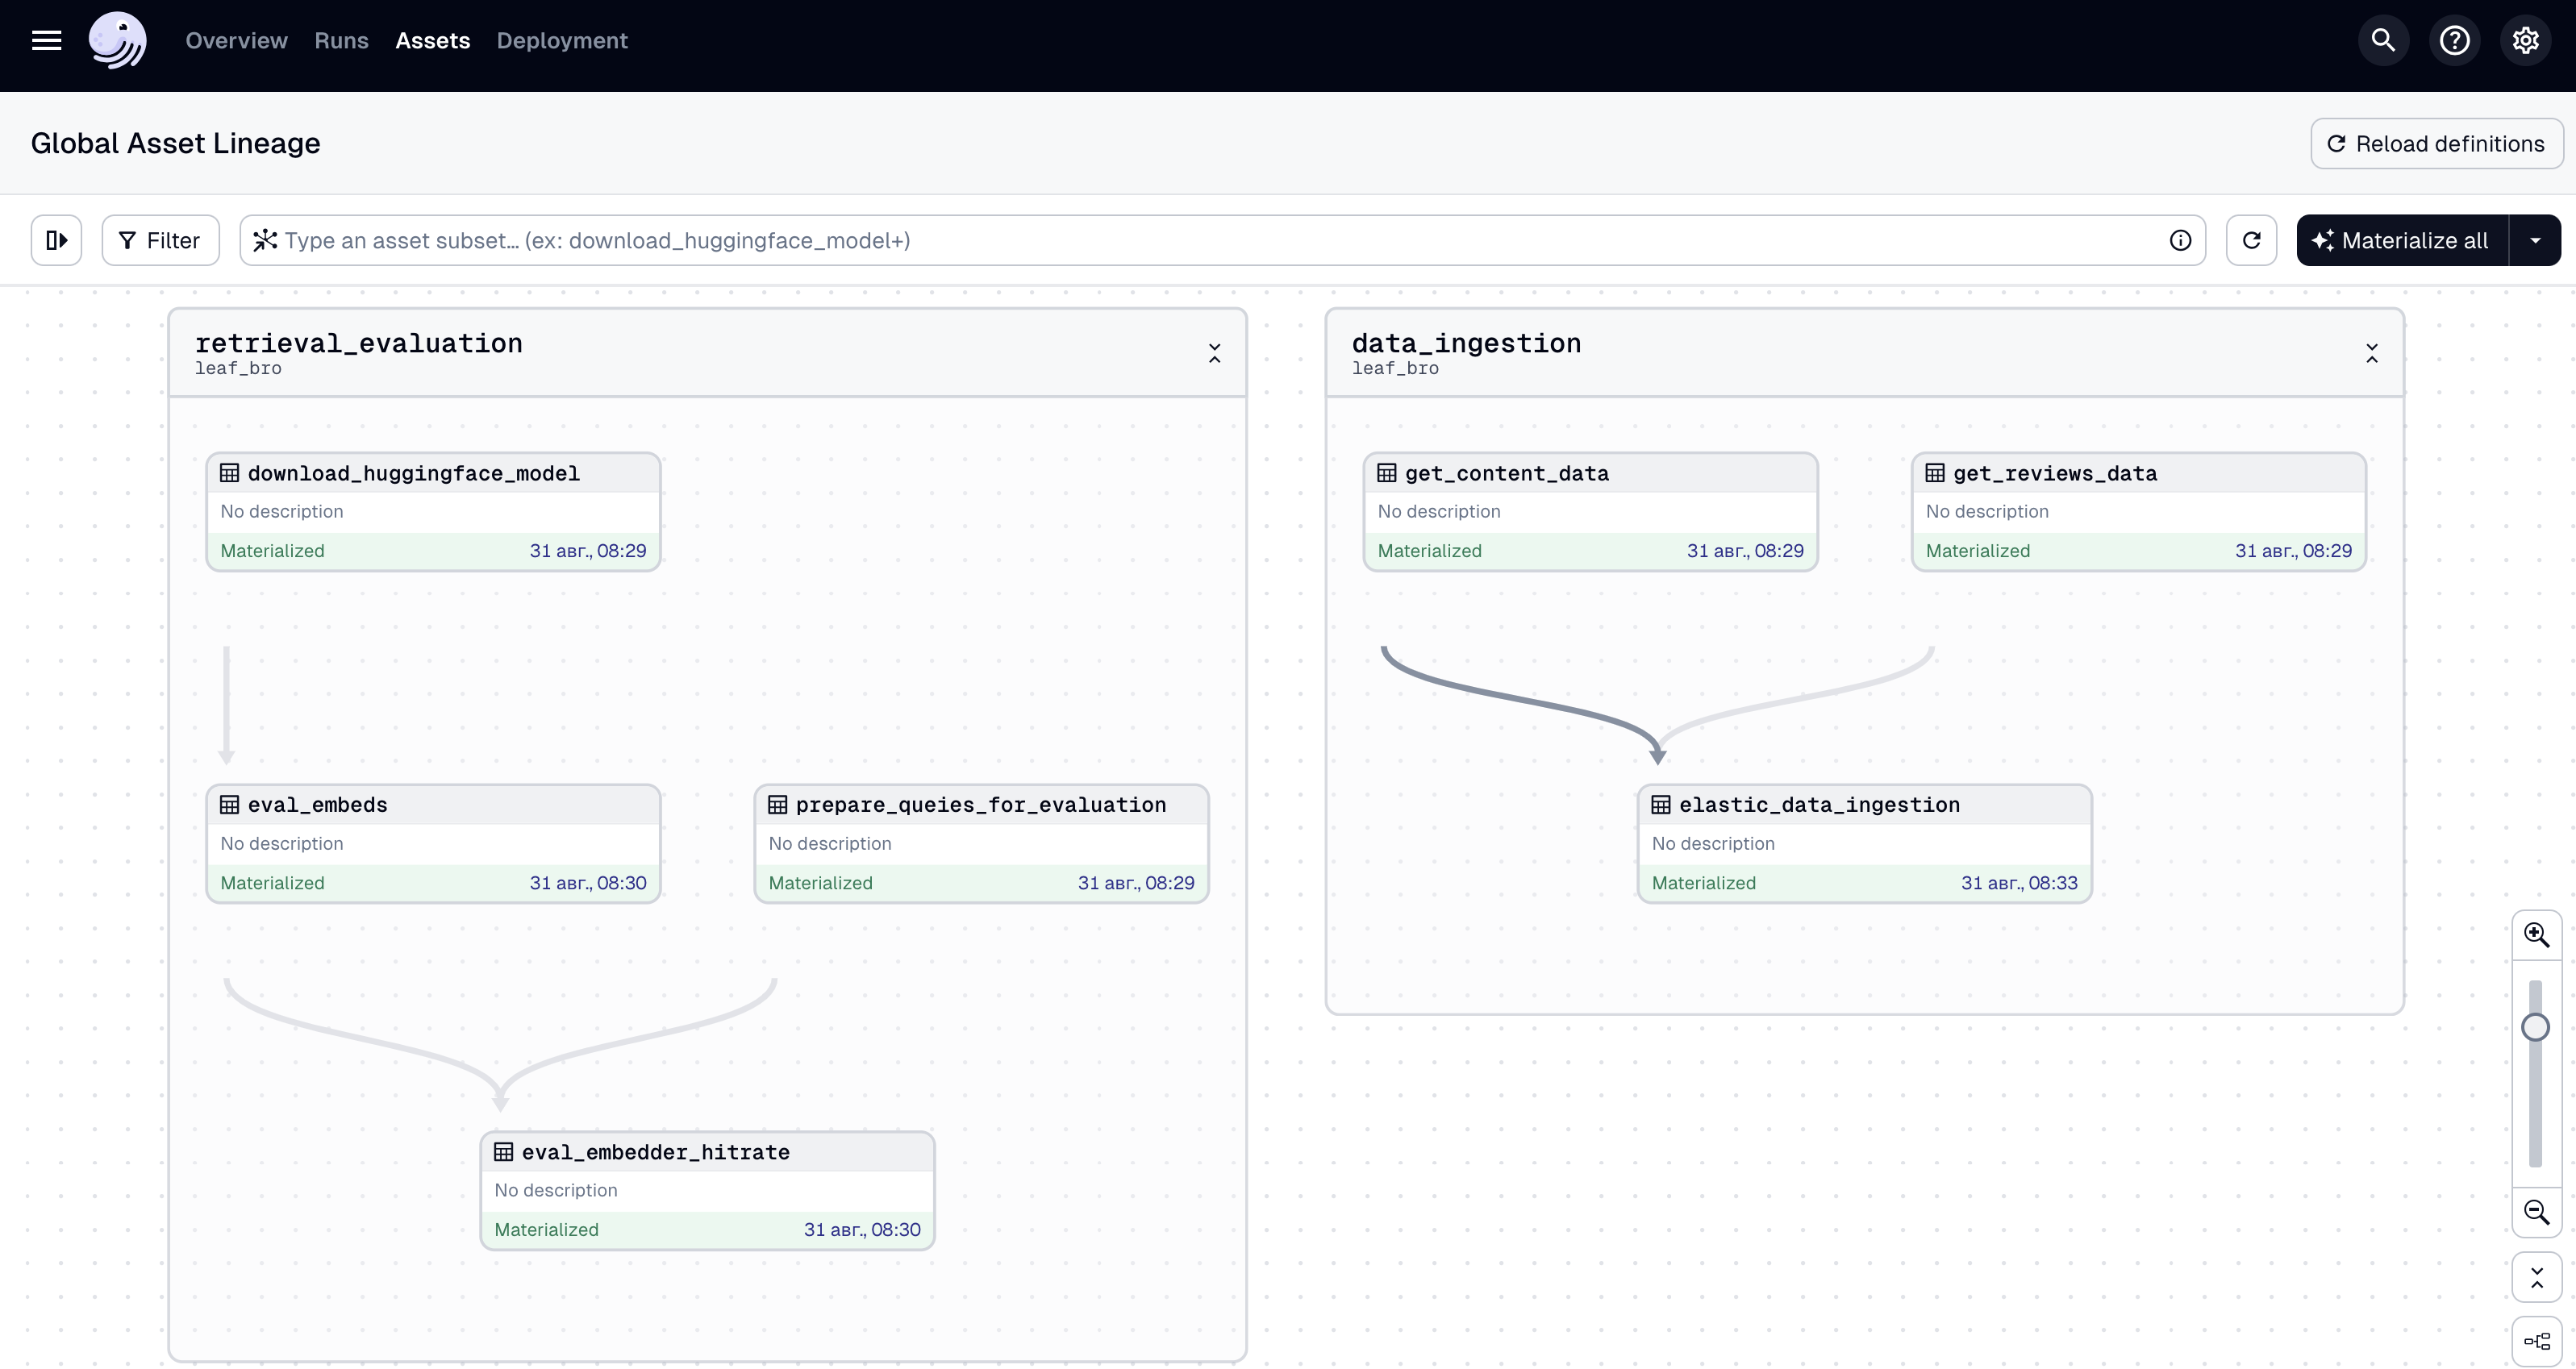 Overview Runs Assets Deployment
Global Asset Lineage
Reload definitions
Filter
Type an asset subset… (ex: download_huggingface_model+)
Materialize all
retrieval_evaluation
leaf_bro
download_huggingface_model
No description
Materialized 31 авг., 08:29
eval_embeds
No description
Materialized 31 авг., 08:30
prepare_queies_for_evaluation
No description
Materialized 31 авг., 08:29
eval_embedder_hitrate
No description
Materialized 31 авг., 08:30
data_ingestion
leaf_bro
get_content_data
No description
Materialized 31 авг., 08:29
get_reviews_data
No description
Materialized 31 авг., 08:29
elastic_data_ingestion
No description
Materialized 31 авг., 08:33